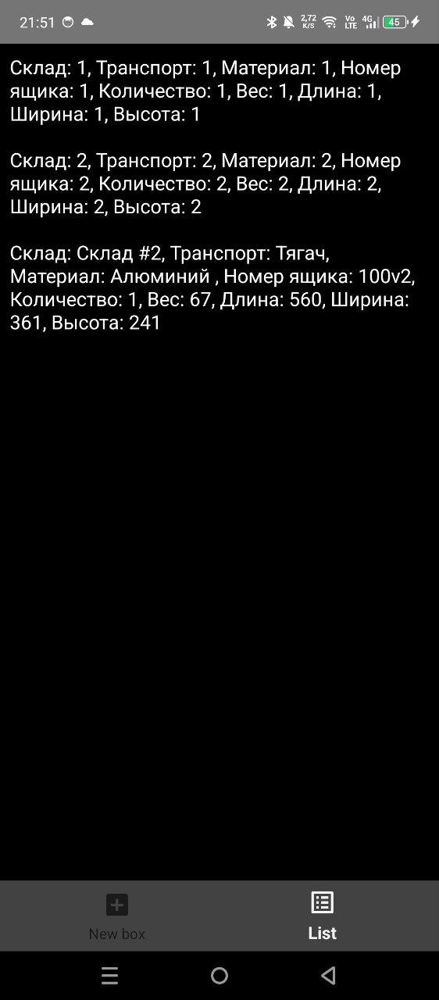 21:51
2,72 K/S Vo LTE 4G 45
Склад: 1, Транспорт: 1, Материал: 1, Номер
ящика: 1, Количество: 1, Вес: 1, Длина: 1,
Ширина: 1, Высота: 1
Склад: 2, Транспорт: 2, Материал: 2, Номер
ящика: 2, Количество: 2, Вес: 2, Длина: 2,
Ширина: 2, Высота: 2
Склад: Склад #2, Транспорт: Тягач,
Материал: Алюминий , Номер ящика: 100v2,
Количество: 1, Вес: 67, Длина: 560, Ширина:
361, Высота: 241
New box
List